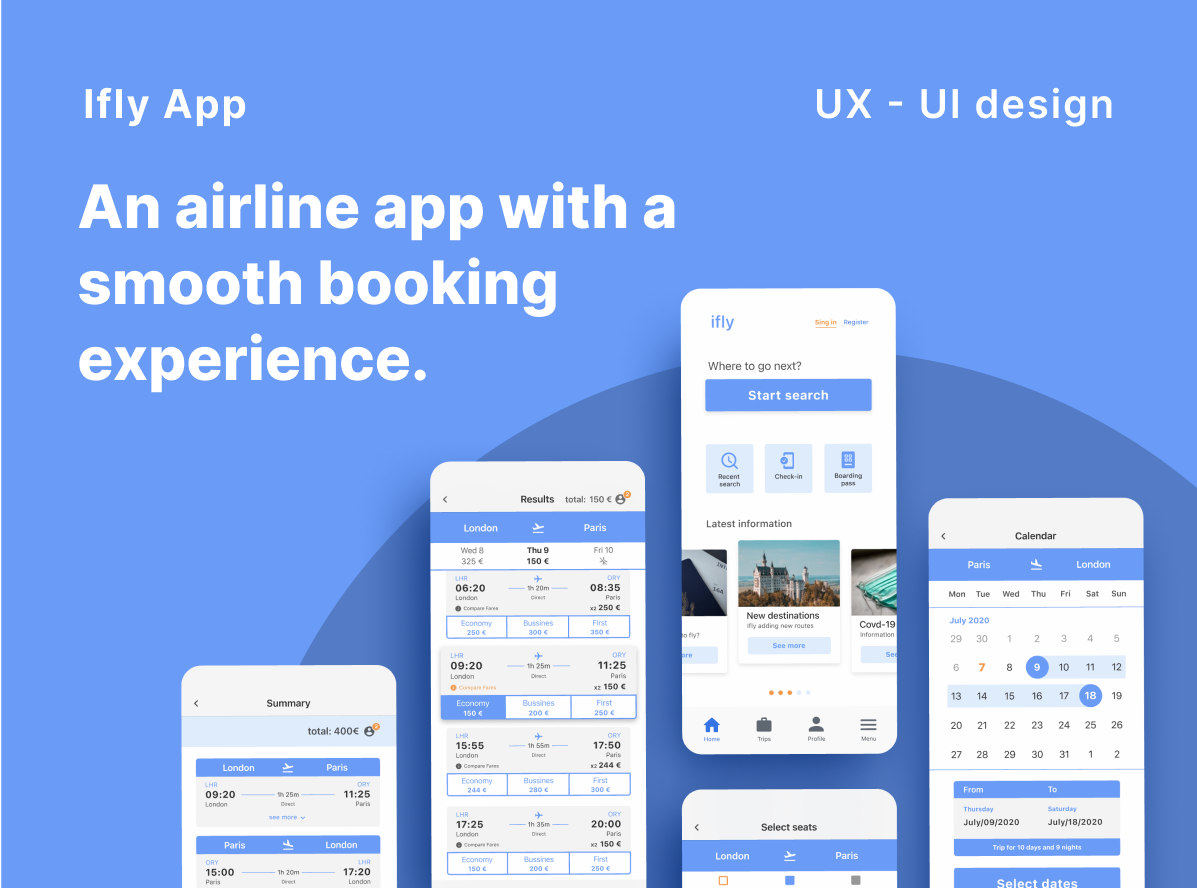 Ifly App
UX - UI design
An airline app with a
smooth booking
experience.
ifly
Sing in Register
Where to go next?
Start search
Recent
search
Check-in
Boarding
pass
Latest information
to fly?
ore
New destinations
ifly adding new routes
See more
Covd-19
Information
See
Home Trips Profile Menu
Results total: 150 €
London Paris
Wed 8 Thu 9 Fri 10
325 € 150 €
LHR ORY
06:20 1h 20m 08:35
London Direct Paris
Compare Fares x2 250 €
Economy Bussines First
250 € 300 € 350 €
LHR ORY
09:20 1h 25m 11:25
London Direct Paris
Compare Fares x2 150 €
Economy Bussines First
150 € 200 € 250 €
LHR ORY
15:55 1h 55m 17:50
London Direct Paris
Compare Fares x2 244 €
Economy Bussines First
244 € 280 € 300 €
LHR ORY
17:25 1h 35m 20:00
London Direct Paris
Compare Fares x2 150 €
Economy Bussines First
150 € 200 € 250 €
Summary
total: 400€
London Paris
LHR ORY
09:20 1h 25m 11:25
London Direct Paris
see more
Paris London
ORY LHR
15:00 1h 20m 17:20
Paris Direct London
Select seats
London Paris
Calendar
Paris London
Mon Tue Wed Thu Fri Sat Sun
July 2020
29 30 1 2 3 4 5
6 7 8 9 10 11 12
13 14 15 16 17 18 19
20 21 22 23 24 25 26
27 28 29 30 31 1 2
From To
Thursday Saturday
July/09/2020 July/18/2020
Trip for 10 days and 9 nights
Select dates